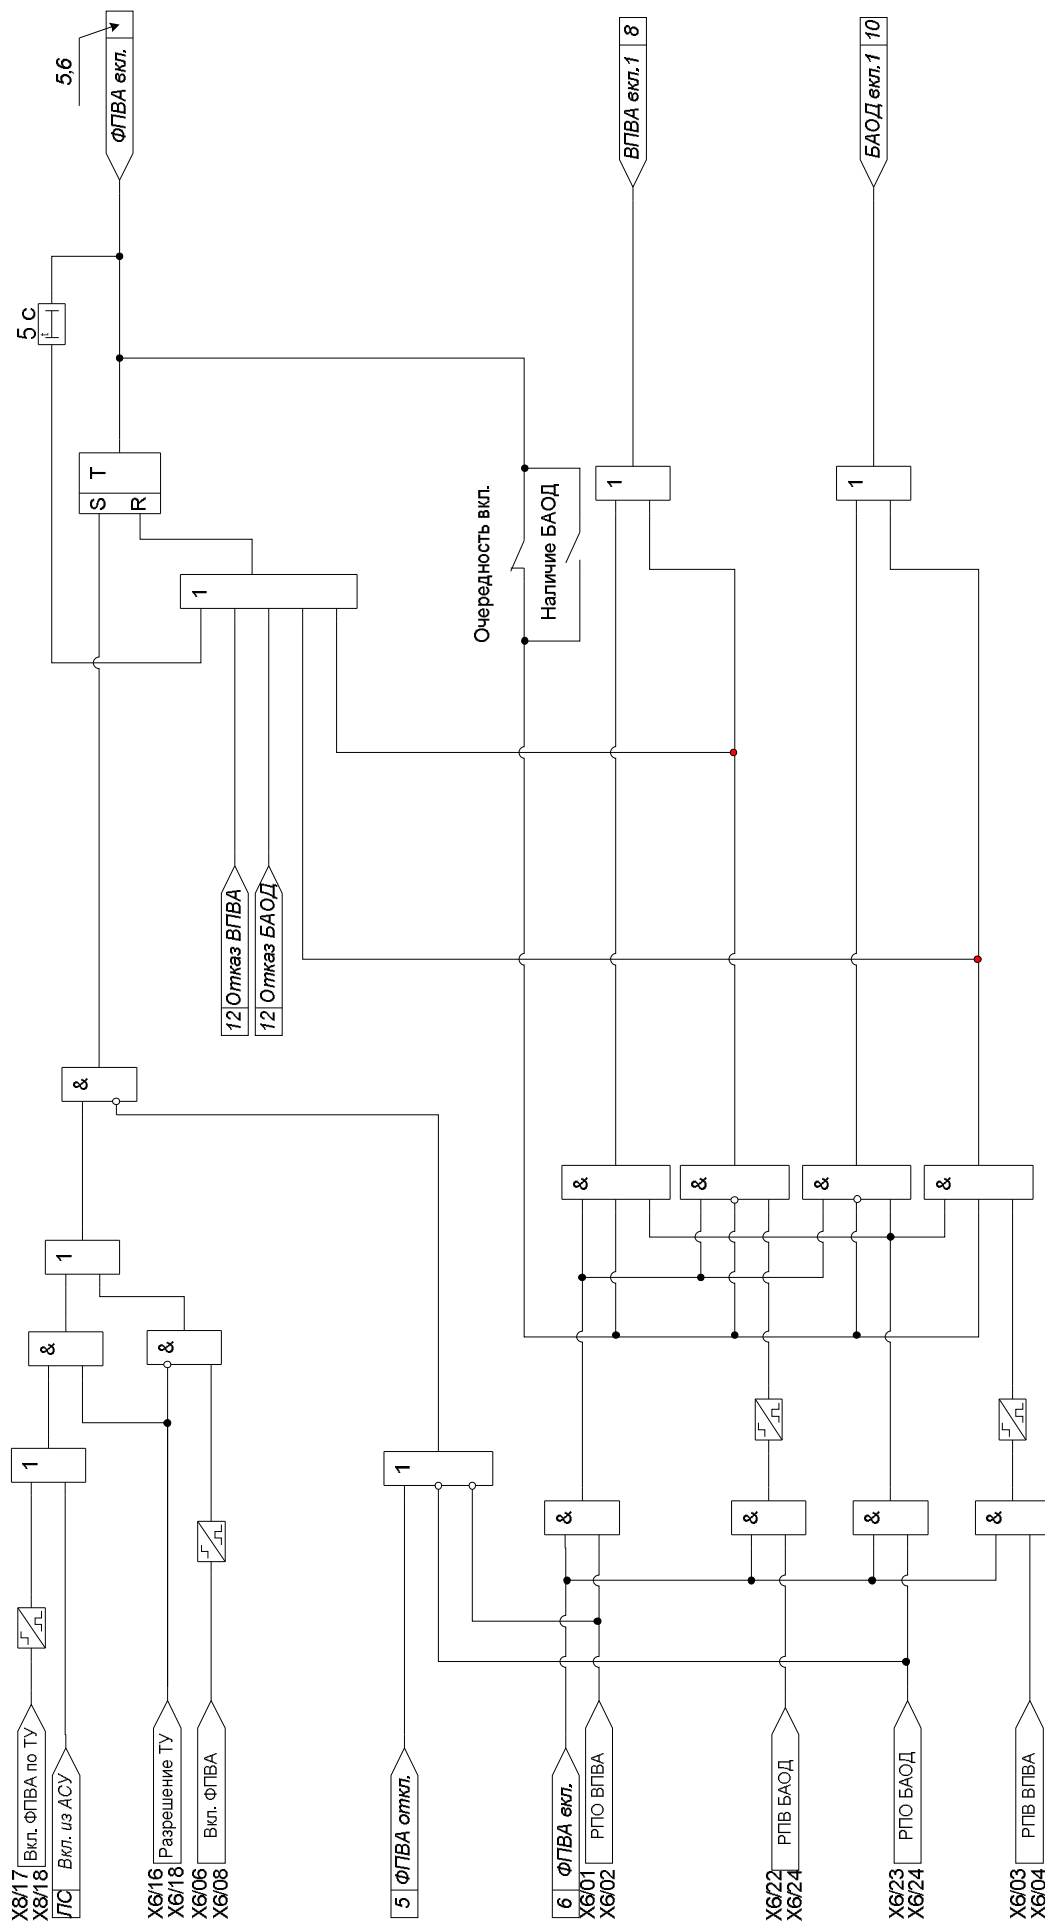 5,6
ФПВА вкл.
ВПВА вкл.1 8
БАОД вкл.1 10
5 с
t
T
S
R
1
Очередность вкл.
Наличие БАОД
1
1
12 Отказ ВПВА
12 Отказ БАОД
&
&
&
&
&
1
&
&
1
1
&
&
&
&
X8/17
X8/18
Вкл. ФПВА по ТУ
ЛС Вкл. из АСУ
X6/16
X6/18
Разрешение ТУ
X6/06
X6/08
Вкл. ФПВА
5 ФПВА откл.
6 ФПВА вкл.
X6/01
X6/02
РПО ВПВА
X6/22
X6/24
РПВ БАОД
X6/23
X6/24
РПО БАОД
X6/03
X6/04
РПВ ВПВА